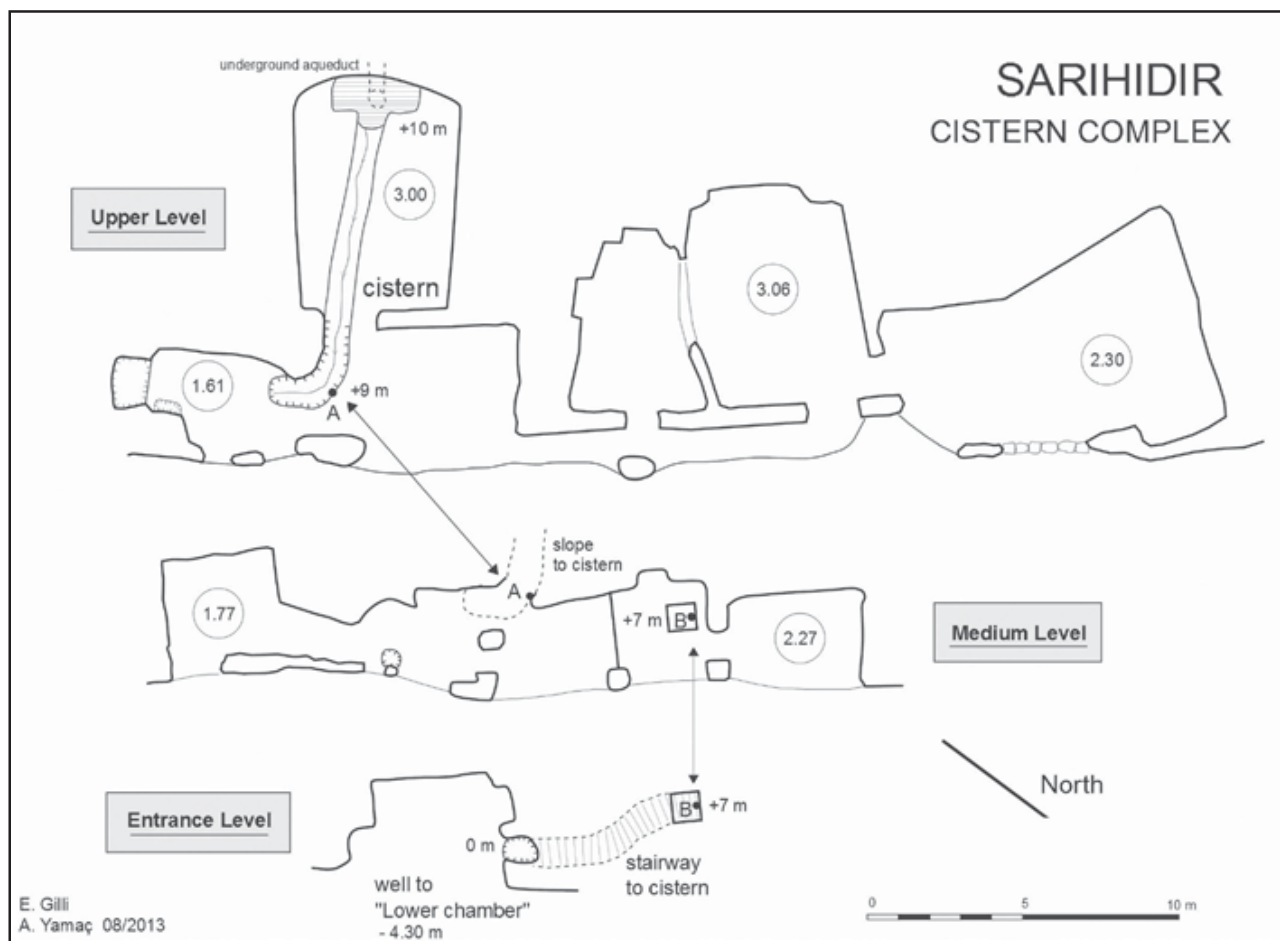 SARIHIDIR
CISTERN COMPLEX
underground aqueduct
+10 m
3.00
Upper Level
cistern
3.06
2.30
1.61
+9 m
A
slope
to cistern
A
1.77
+7 m
B
2.27
Medium Level
North
Entrance Level
B
+7 m
0 m
stairway
to cistern
well to
"Lower chamber"
- 4.30 m
E. Gilli
A. Yamaç 08/2013
0
5
10 m